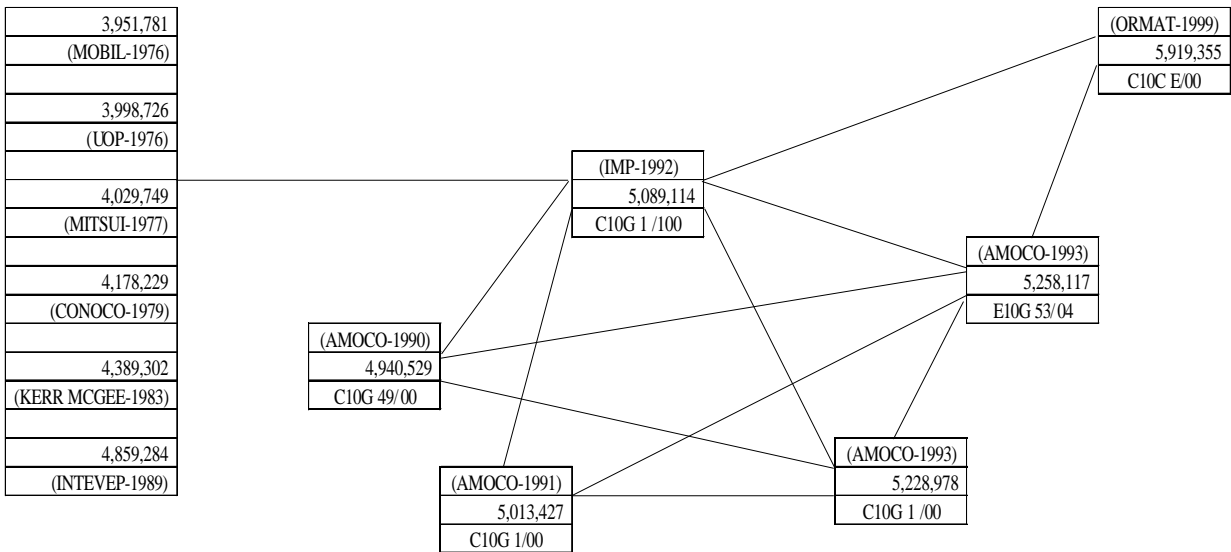 3,951,781
(MOBIL-1976)
3,998,726
(UOP-1976)
4,029,749
(MITSUI-1977)
4,178,229
(CONOCO-1979)
4,389,302
(KERR MCGEE-1983)
4,859,284
(INTEVEP-1989)
(AMOCO-1990)
4,940,529
C10G 49/00
(AMOCO-1991)
5,013,427
C10G 1/00
(IMP-1992)
5,089,114
C10G 1 /100
(AMOCO-1993)
5,228,978
C10G 1 /00
(AMOCO-1993)
5,258,117
E10G 53/04
(ORMAT-1999)
5,919,355
C10C E/00